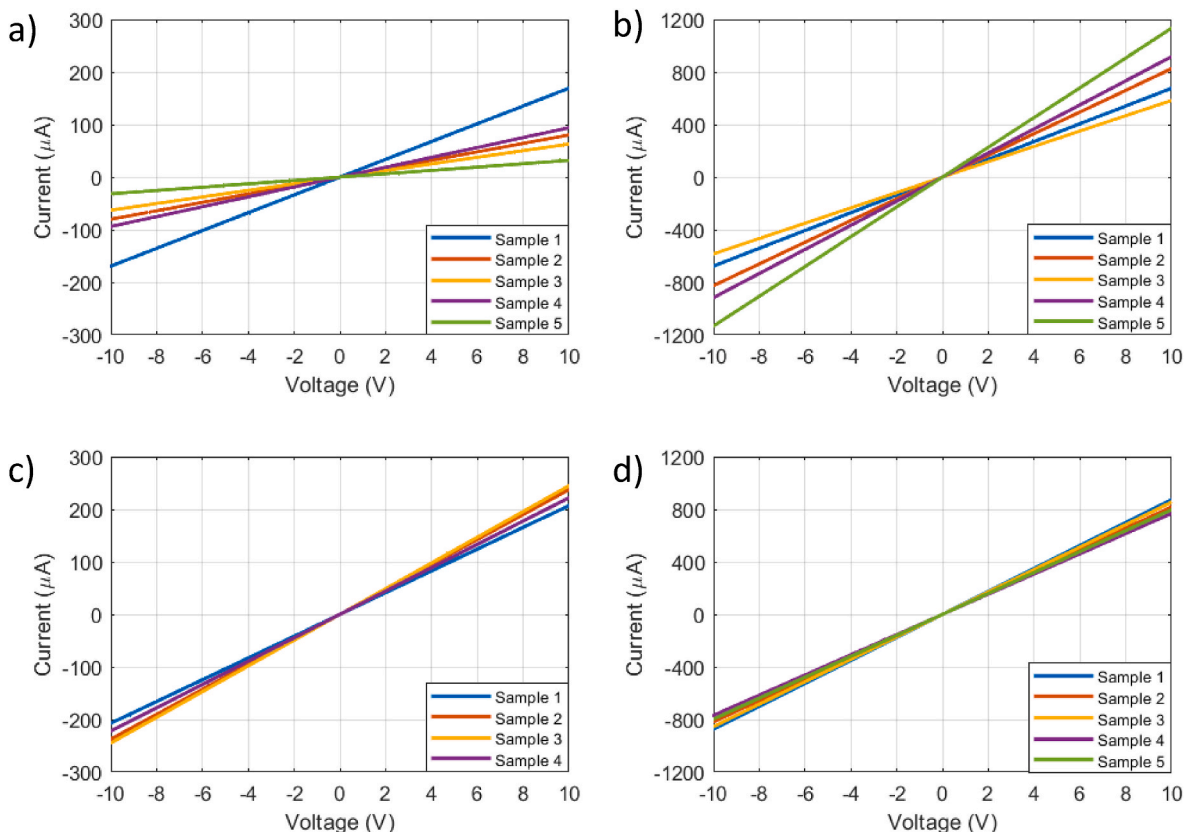 a)
300
200
100
0
-100
-200
-300
Current (μA)
-10 -8 -6 -4 -2 0 2 4 6 8 10
Voltage (V)
Sample 1
Sample 2
Sample 3
Sample 4
Sample 5
b)
1200
800
400
0
-400
-800
-1200
Current (μA)
-10 -8 -6 -4 -2 0 2 4 6 8 10
Voltage (V)
Sample 1
Sample 2
Sample 3
Sample 4
Sample 5
c)
300
200
100
0
-100
-200
-300
Current (μA)
-10 -8 -6 -4 -2 0 2 4 6 8 10
Voltage (V)
Sample 1
Sample 2
Sample 3
Sample 4
d)
1200
800
400
0
-400
-800
-1200
Current (μA)
-10 -8 -6 -4 -2 0 2 4 6 8 10
Voltage (V)
Sample 1
Sample 2
Sample 3
Sample 4
Sample 5